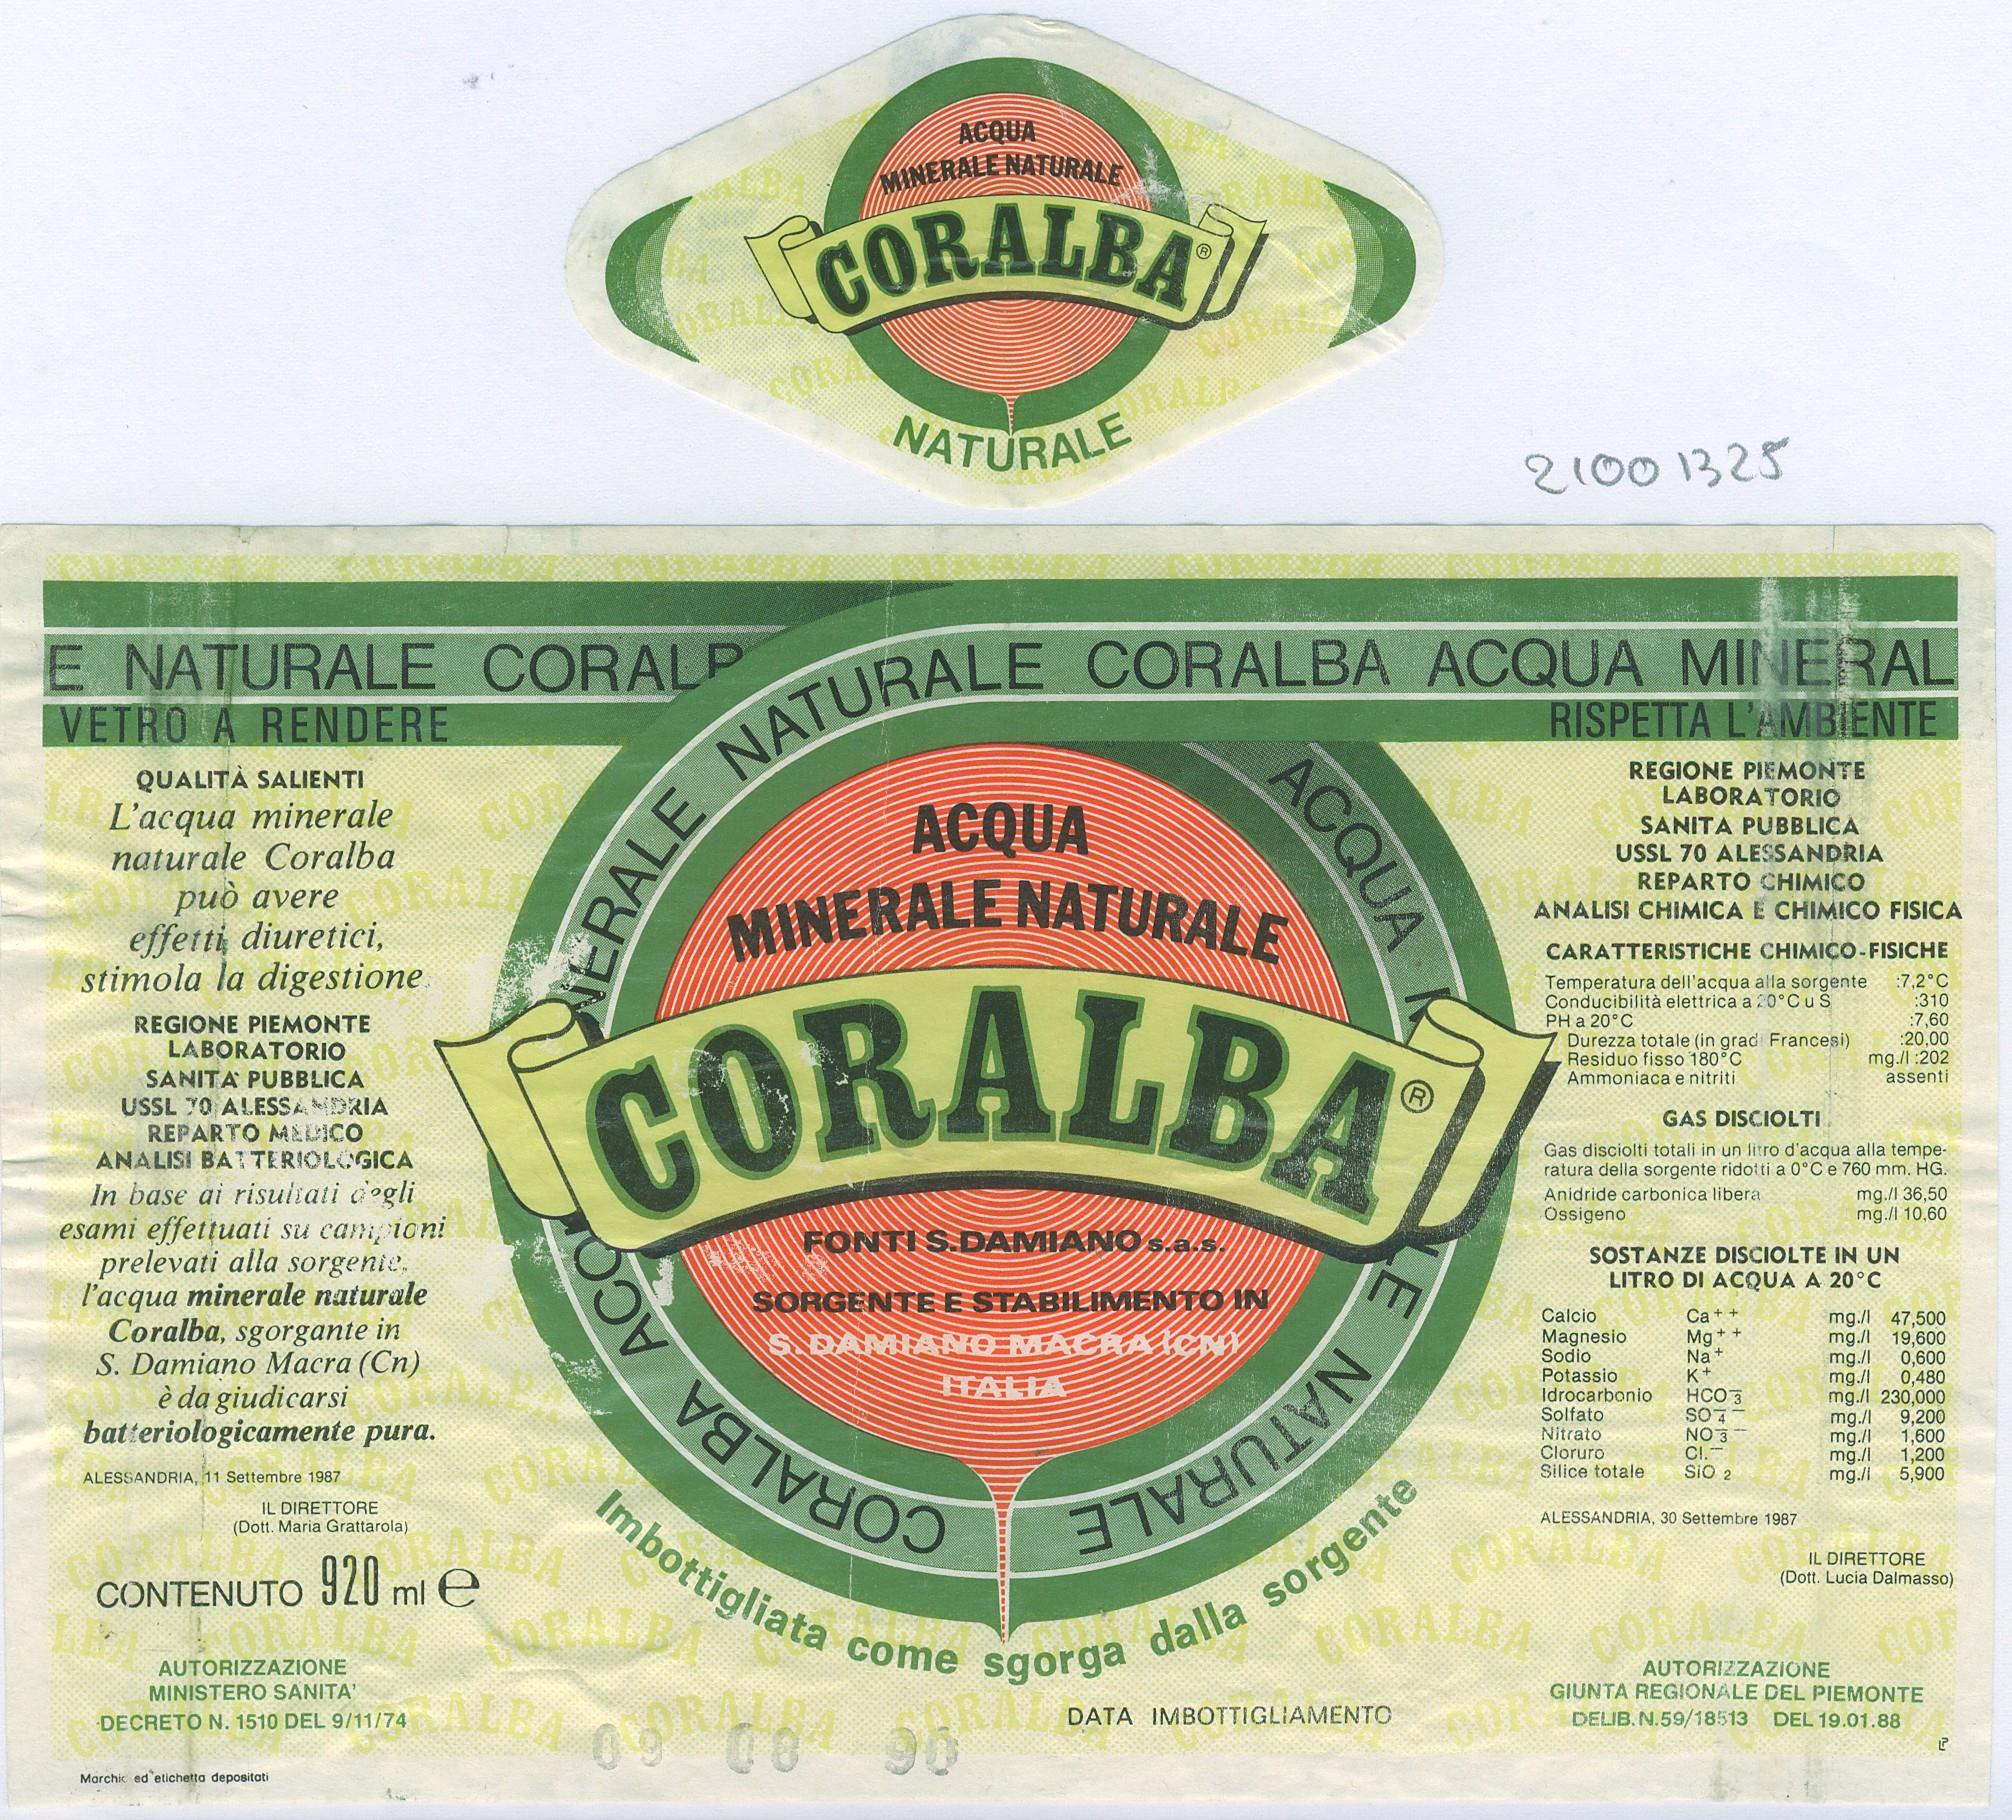 ACQUA
MINERALE NATURALE
CORALBA®
NATURALE
21001325
E NATURALE CORALB
NATURALE CORALBA ACQUA MINERAL
VETRO A RENDERE
RISPETTA L'AMBIENTE
QUALITÀ SALIENTI
L'acqua minerale
naturale Coralba
può avere
effetti diuretici,
stimola la digestione.
REGIONE PIEMONTE
LABORATORIO
SANITA' PUBBLICA
USSL 70 ALESSANDRIA
REPARTO MEDICO
ANALISI BATTERIOLOGICA
In base ai risultati degli
esami effettuati su campioni
prelevati alla sorgente,
l'acqua minerale naturale
Coralba, sgorgante in
S. Damiano Macra (Cn)
è da giudicarsi
batteriologicamente pura.
ALESSANDRIA, 11 Settembre 1987
IL DIRETTORE
(Dott. Maria Grattarola)
CONTENUTO 920 ml e
AUTORIZZAZIONE
MINISTERO SANITA'
DECRETO N. 1510 DEL 9/11/74
Marchio ed etichetta depositati
ACQUA
MINERALE NATURALE
CORALBA®
FONTI S.DAMIANO s.a.s.
SORGENTE E STABILIMENTO IN
S. DAMIANO MACRA (CN)
ITALIA
NERALE
ACQUA M
LE NATURALE
CORALBA ACQU
Imbottigliata come sgorga dalla sorgente
DATA IMBOTTIGLIAMENTO
09 08 90
REGIONE PIEMONTE
LABORATORIO
SANITA PUBBLICA
USSL 70 ALESSANDRIA
REPARTO CHIMICO
ANALISI CHIMICA E CHIMICO FISICA
CARATTERISTICHE CHIMICO-FISICHE
Temperatura dell'acqua alla sorgente :7,2°C
Conducibilità elettrica a 20°C u S :310
PH a 20°C :7,60
Durezza totale (in gradi Francesi) :20,00
Residuo fisso 180°C mg./l :202
Ammoniaca e nitriti assenti
GAS DISCIOLTI
Gas disciolti totali in un litro d'acqua alla tempe-
ratura della sorgente ridotti a 0°C e 760 mm. HG.
Anidride carbonica libera mg./l 36,50
Ossigeno mg./l 10,60
SOSTANZE DISCIOLTE IN UN
LITRO DI ACQUA A 20°C
Calcio Ca++ mg./l 47,500
Magnesio Mg++ mg./l 19,600
Sodio Na+ mg./l 0,600
Potassio K+ mg./l 0,480
Idrocarbonio HCO3- mg./l 230,000
Solfato SO4-- mg./l 9,200
Nitrato NO3-- mg./l 1,600
Cloruro Cl.- mg./l 1,200
Silice totale SiO 2 mg./l 5,900
ALESSANDRIA, 30 Settembre 1987
IL DIRETTORE
(Dott. Lucia Dalmasso)
AUTORIZZAZIONE
GIUNTA REGIONALE DEL PIEMONTE
DELIB. N.59/18513 DEL 19.01.88